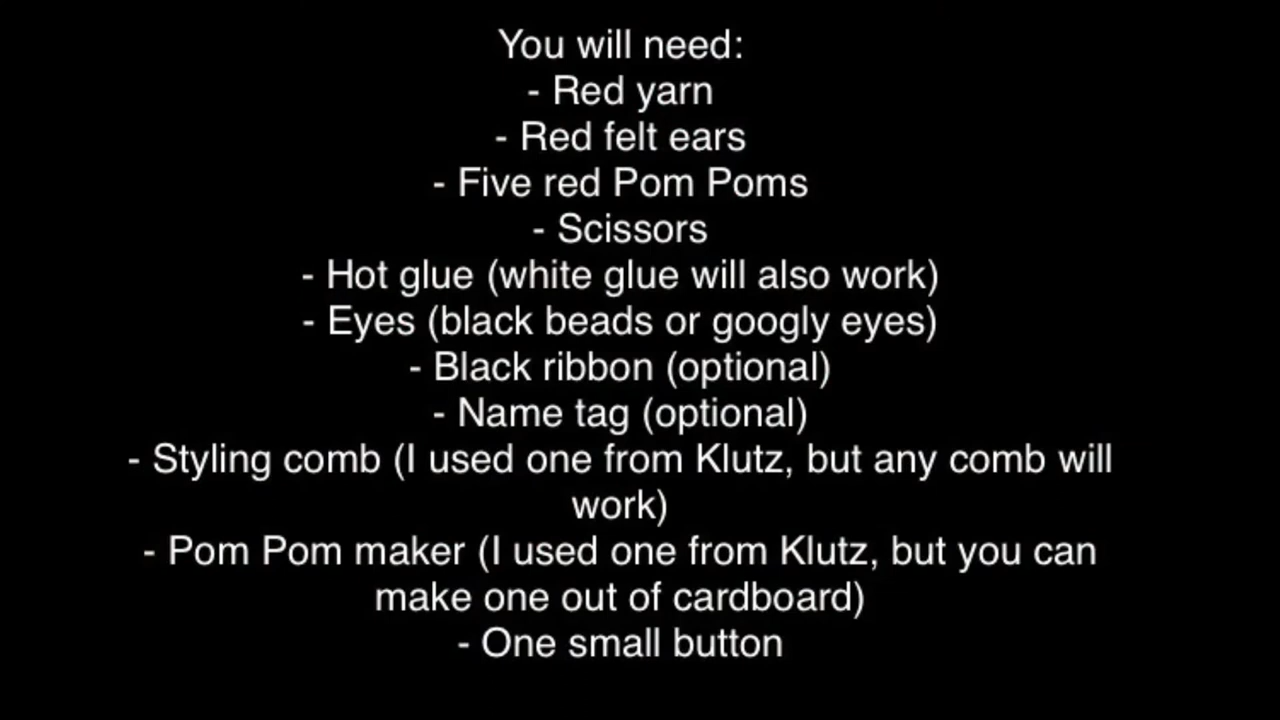 You will need:
- Red yarn
- Red felt ears
- Five red Pom Poms
- Scissors
- Hot glue (white glue will also work)
- Eyes (black beads or googly eyes)
- Black ribbon (optional)
- Name tag (optional)
- Styling comb (I used one from Klutz, but any comb will
work)
- Pom Pom maker (I used one from Klutz, but you can
make one out of cardboard)
- One small button